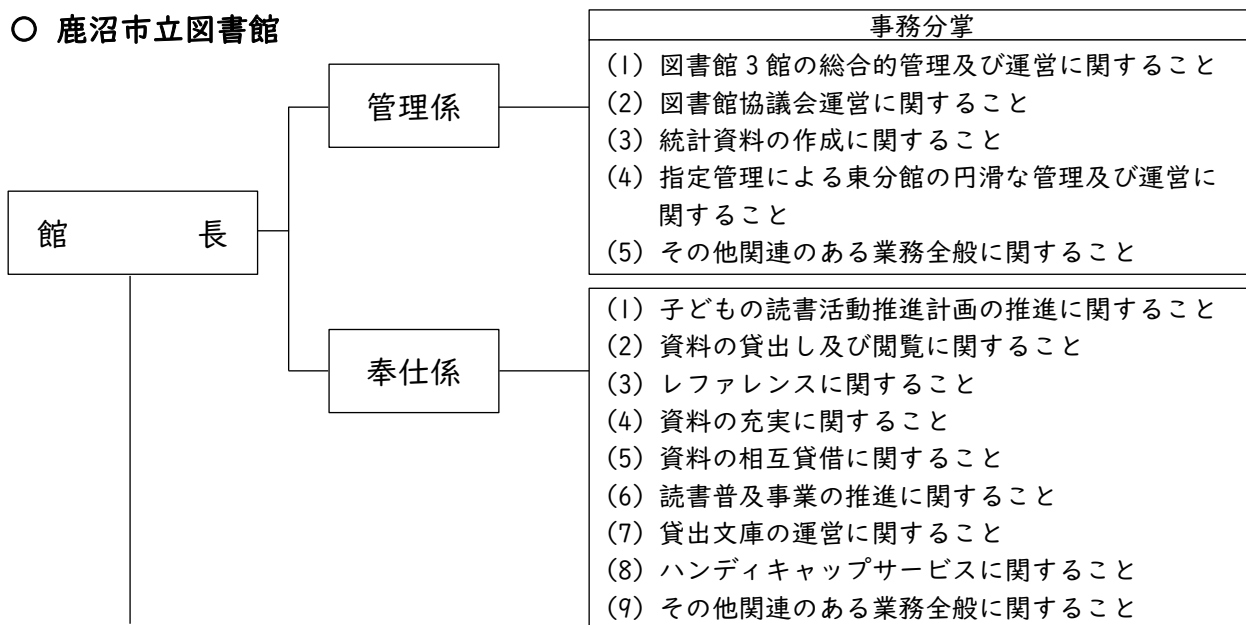 ○ 鹿沼市立図書館
事務分掌
管理係
(1) 図書館3館の総合的管理及び運営に関すること
(2) 図書館協議会運営に関すること
(3) 統計資料の作成に関すること
(4) 指定管理による東分館の円滑な管理及び運営に
関すること
(5) その他関連のある業務全般に関すること
館 長
奉仕係
(1) 子どもの読書活動推進計画の推進に関すること
(2) 資料の貸出し及び閲覧に関すること
(3) レファレンスに関すること
(4) 資料の充実に関すること
(5) 資料の相互貸借に関すること
(6) 読書普及事業の推進に関すること
(7) 貸出文庫の運営に関すること
(8) ハンディキャップサービスに関すること
(9) その他関連のある業務全般に関すること